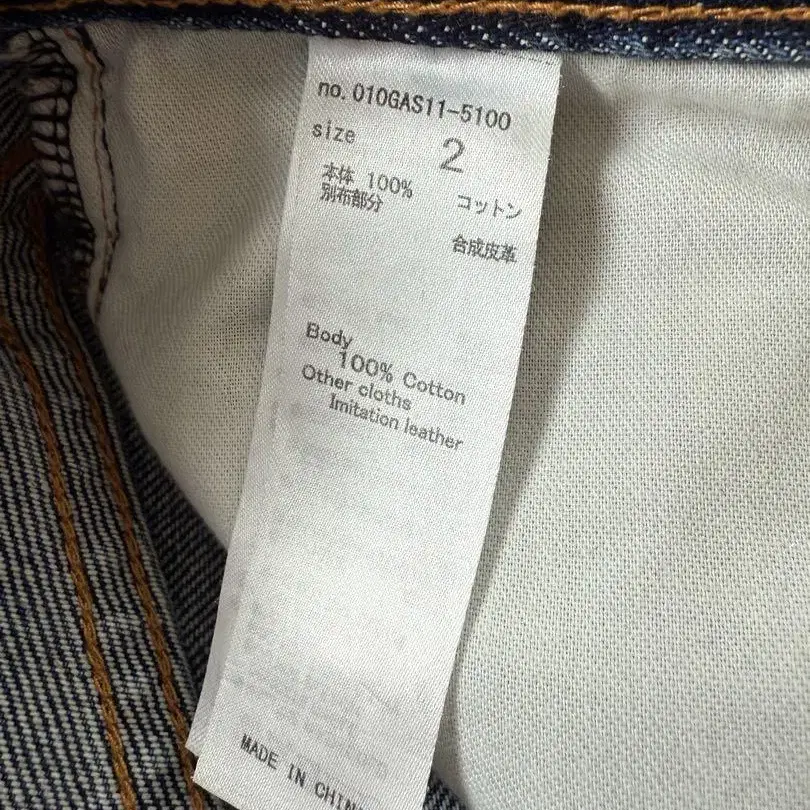 no. 010GAS11-5100
size 2
本体 100% コットン
別布部分
合成皮革
Body
100% Cotton
Other cloths
Imitation leather
MADE IN CHIN